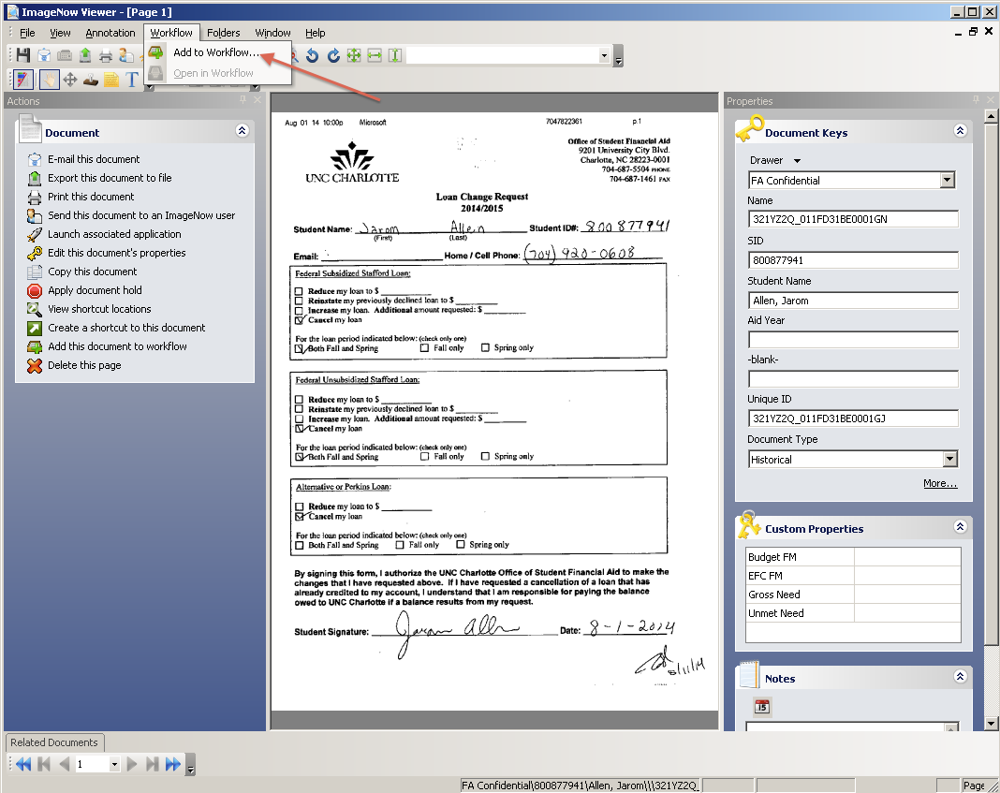 ImageNow Viewer - [Page 1]
File View Annotation Workflow Folders Window Help
Add to Workflow...
Open in Workflow
T
Actions
Document
E-mail this document
Export this document to file
Print this document
Send this document to an ImageNow user
Launch associated application
Edit this document's properties
Copy this document
Apply document hold
View shortcut locations
Create a shortcut to this document
Add this document to workflow
Delete this page
Aug 01 14 10:00p Microsoft 7047822361 p.1
UNC CHARLOTTE
Office of Student Financial Aid
9201 University City Blvd.
Charlotte, NC 28223-0001
704-687-5504 PHONE
704-687-1461 FAX
Loan Change Request
2014/2015
Student Name: Jarom Allen Student ID#: 800877941
(First) (Last)
Email: Home / Cell Phone: (704) 920-0608
Federal Subsidized Stafford Loan:
Reduce my loan to $
Reinstate my previously declined loan to $
Increase my loan. Additional amount requested: $
Cancel my loan
For the loan period indicated below: (check only one)
Both Fall and Spring Fall only Spring only
Federal Unsubsidized Stafford Loan:
Reduce my loan to $
Reinstate my previously declined loan to $
Increase my loan. Additional amount requested: $
Cancel my loan
For the loan period indicated below: (check only one)
Both Fall and Spring Fall only Spring only
Alternative or Perkins Loan:
Reduce my loan to $
Cancel my loan
For the loan period indicated below: (check only one)
Both Fall and Spring Fall only Spring only
By signing this form, I authorize the UNC Charlotte Office of Student Financial Aid to make the
changes that I have requested above. If I have requested a cancellation of a loan that has
already credited to my account, I understand that I am responsible for paying the balance
owed to UNC Charlotte if a balance results from my request.
Student Signature: Jarom Allen Date: 8-1-2014
8/11/14
Properties
Document Keys
Drawer
FA Confidential
Name
321YZ2Q_011FD31BE0001GN
SID
800877941
Student Name
Allen, Jarom
Aid Year
-blank-
Unique ID
321YZ2Q_011FD31BE0001GJ
Document Type
Historical
More...
Custom Properties
Budget FM
EFC FM
Gross Need
Unmet Need
Notes
15
Related Documents
1
FA Confidential\800877941\Allen, Jarom\\\321YZ2Q_
Page